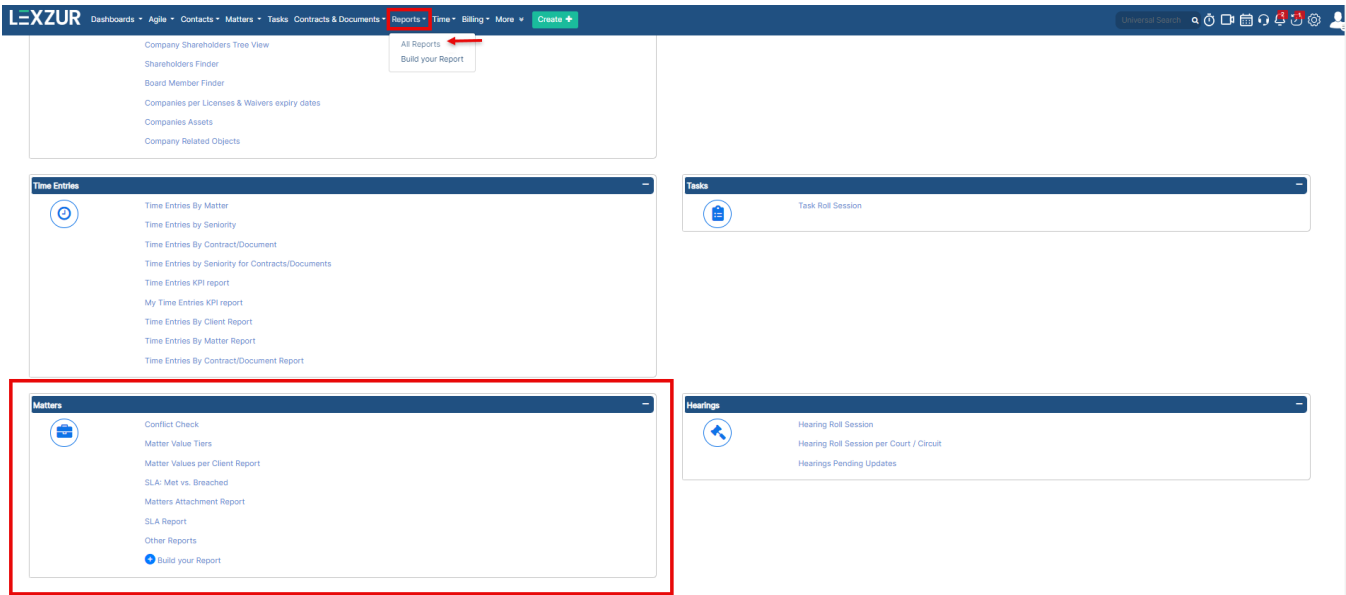 LEXZUR Dashboards Agile Contacts Matters Tasks Contracts & Documents Reports Time Billing More Create + Universal Search
All Reports
Build your Report
Company Shareholders Tree View
Shareholders Finder
Board Member Finder
Companies per Licenses & Waivers expiry dates
Companies Assets
Company Related Objects
Time Entries
Time Entries By Matter
Time Entries by Seniority
Time Entries By Contract/Document
Time Entries by Seniority for Contracts/Documents
Time Entries KPI report
My Time Entries KPI report
Time Entries By Client Report
Time Entries By Matter Report
Time Entries By Contract/Document Report
Tasks
Task Roll Session
Matters
Conflict Check
Matter Value Tiers
Matter Values per Client Report
SLA: Met vs. Breached
Matters Attachment Report
SLA Report
Other Reports
Build your Report
Hearings
Hearing Roll Session
Hearing Roll Session per Court / Circuit
Hearings Pending Updates